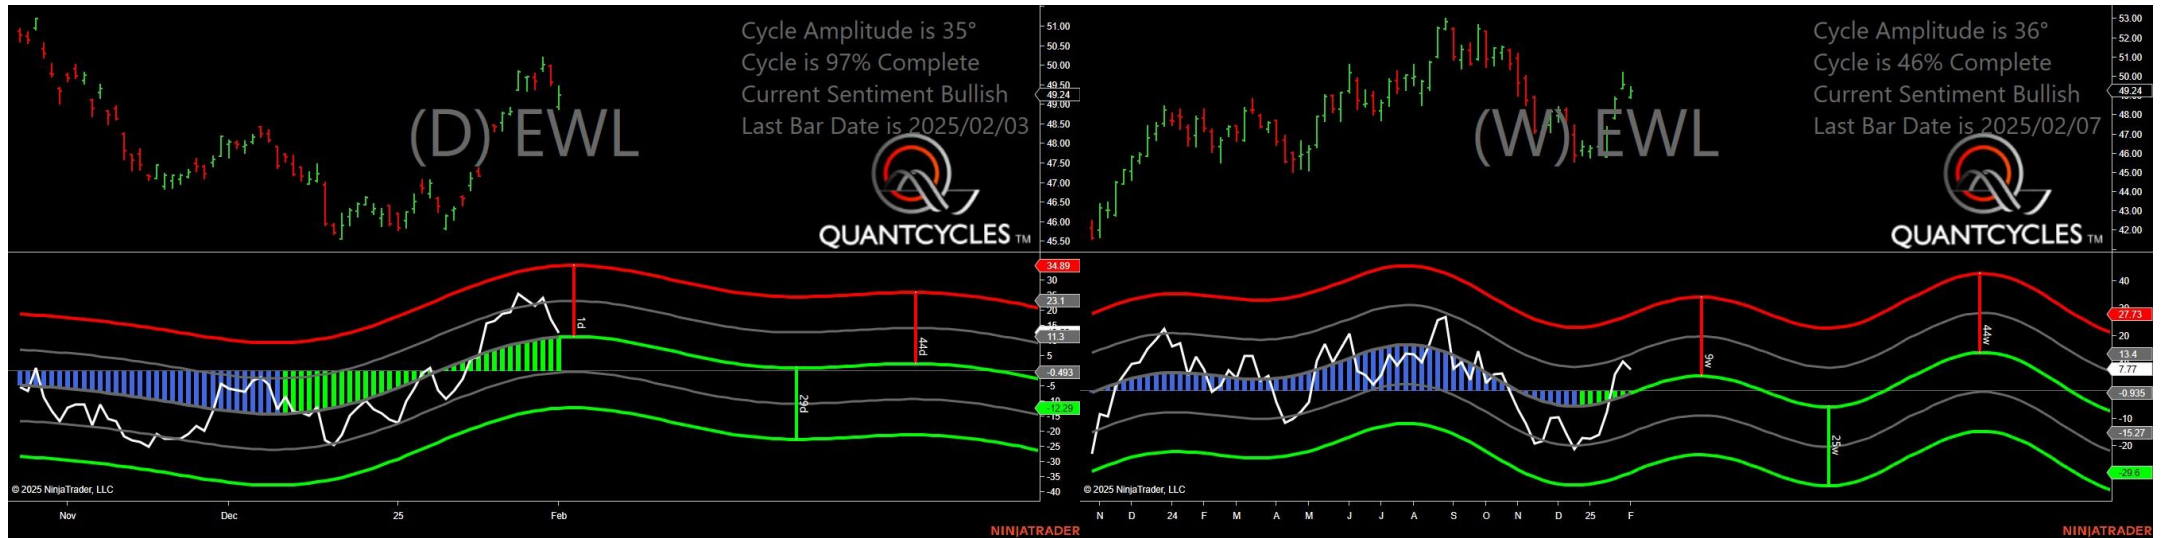 Cycle Amplitude is 35°
Cycle is 97% Complete
Current Sentiment Bullish
Last Bar Date is 2025/02/03
(D) EWL
QUANTCYCLES TM
51.00
50.50
50.00
49.50
49.24
49.00
48.50
48.00
47.50
47.00
46.50
46.00
45.50
34.89
30
23.1
20
15
11.3
5
-0.493
-5
-10
-12.29
-15
-20
-25
-30
-35
-40
1d
29d
44d
© 2025 NinjaTrader, LLC
Nov Dec 25 Feb
NINJATRADER
Cycle Amplitude is 36°
Cycle is 46% Complete
Current Sentiment Bullish
Last Bar Date is 2025/02/07
(W) EWL
QUANTCYCLES TM
53.00
52.00
51.00
50.00
49.24
48.00
47.00
46.00
45.00
44.00
43.00
42.00
40
27.73
20
13.4
7.77
-0.935
-10
-15.27
-20
-29.6
9w
25w
44w
© 2025 NinjaTrader, LLC
N D 24 F M A M J J A S O N D 25 F
NINJATRADER